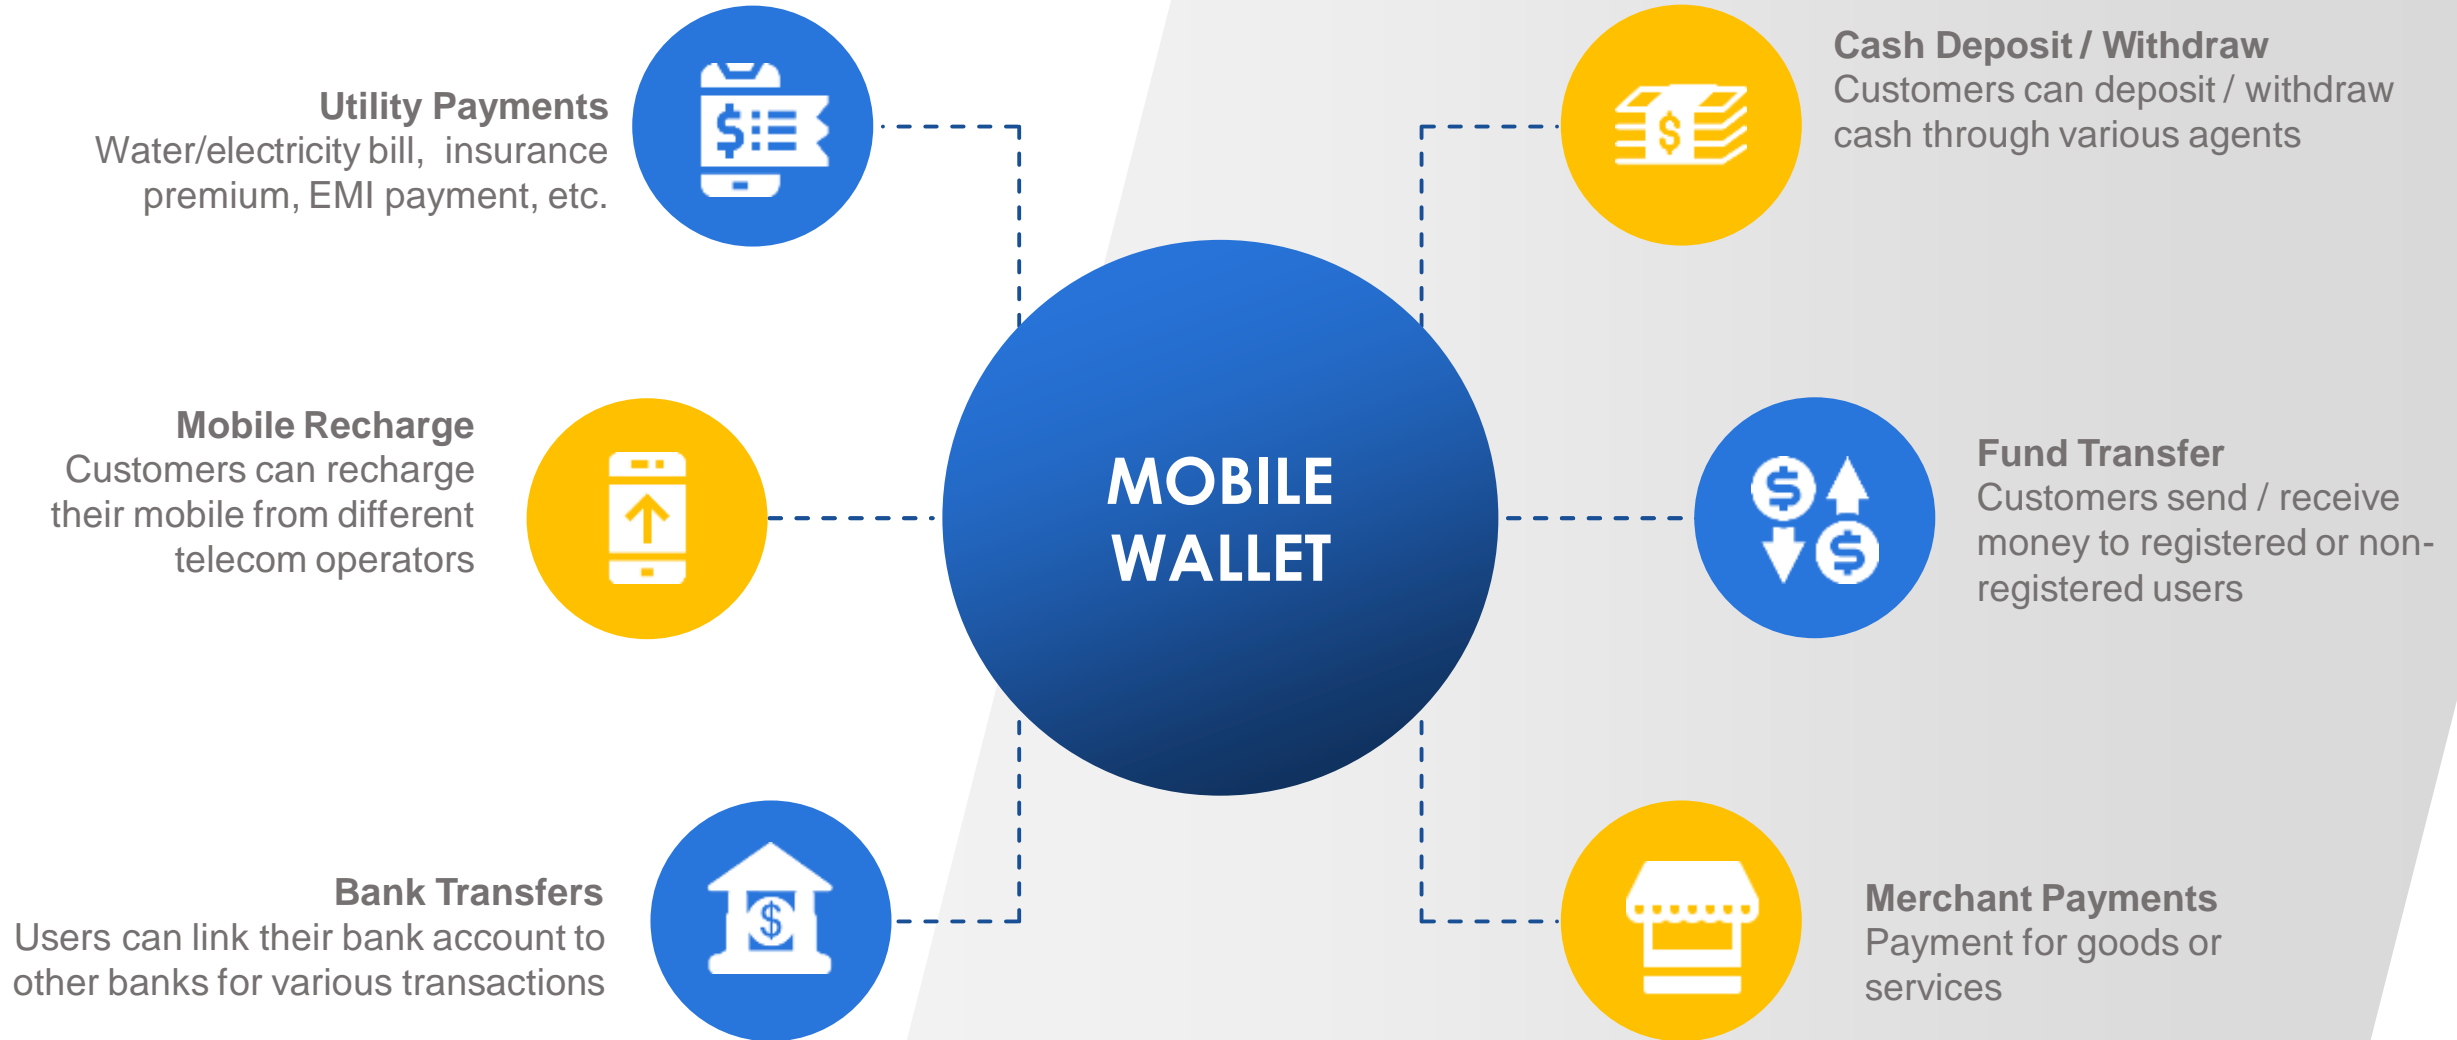 Utility Payments
Water/electricity bill, insurance
premium, EMI payment, etc.
Mobile Recharge
Customers can recharge
their mobile from different
telecom operators
Bank Transfers
Users can link their bank account to
other banks for various transactions
MOBILE
WALLET
Cash Deposit / Withdraw
Customers can deposit / withdraw
cash through various agents
Fund Transfer
Customers send / receive
money to registered or non-
registered users
Merchant Payments
Payment for goods or
services